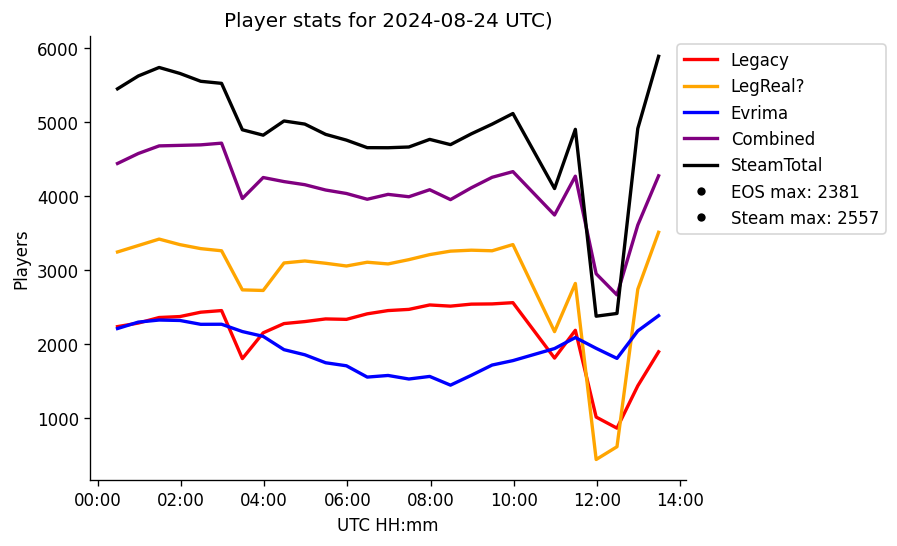 Player stats for 2024-08-24 UTC)
6000
5000
4000
3000
2000
1000
Players
00:00 02:00 04:00 06:00 08:00 10:00 12:00 14:00
UTC HH:mm
Legacy
LegReal?
Evrima
Combined
SteamTotal
EOS max: 2381
Steam max: 2557